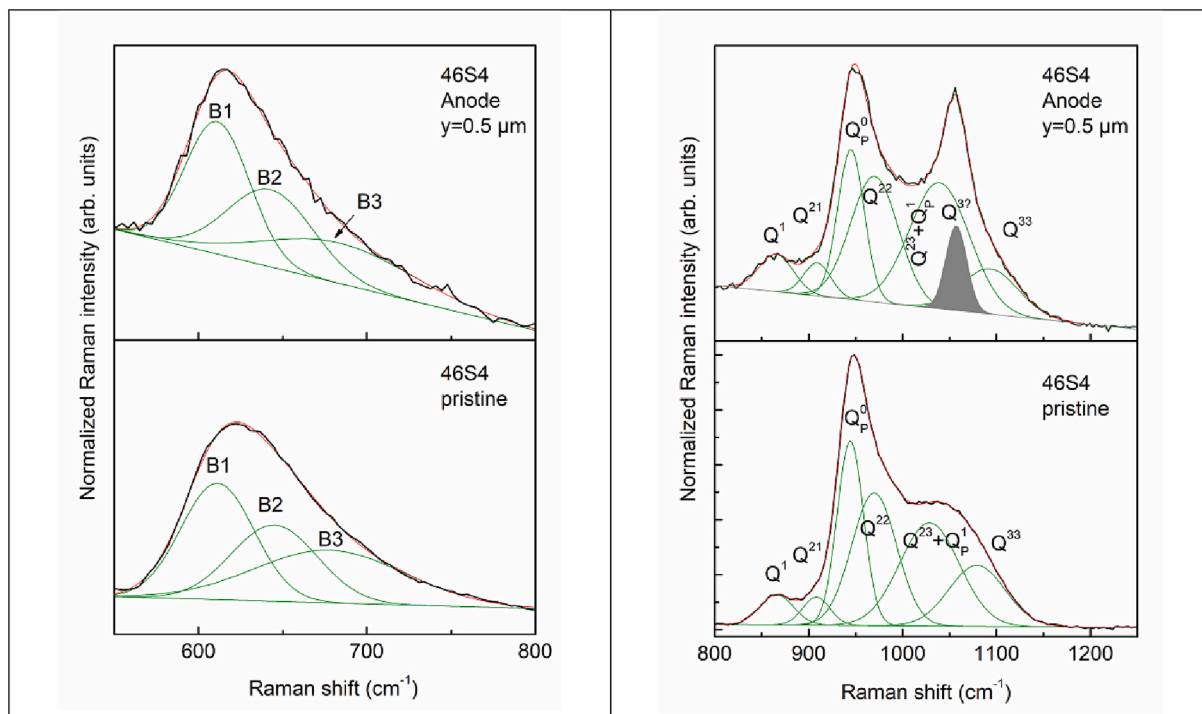 46S4
Anode
y=0.5 µm
B1
B2
B3
46S4
pristine
B1
B2
B3
600 700 800
Raman shift (cm⁻¹)
Normalized Raman intensity (arb. units)
46S4
Anode
y=0.5 µm
Q⁰P
Q¹
Q²¹
Q²²
Q²³+Q¹P
Q³?
Q³³
46S4
pristine
Q⁰P
Q¹
Q²¹
Q²²
Q²³+Q¹P
Q³³
800 900 1000 1100 1200
Raman shift (cm⁻¹)
Normalized Raman intensity (arb. units)